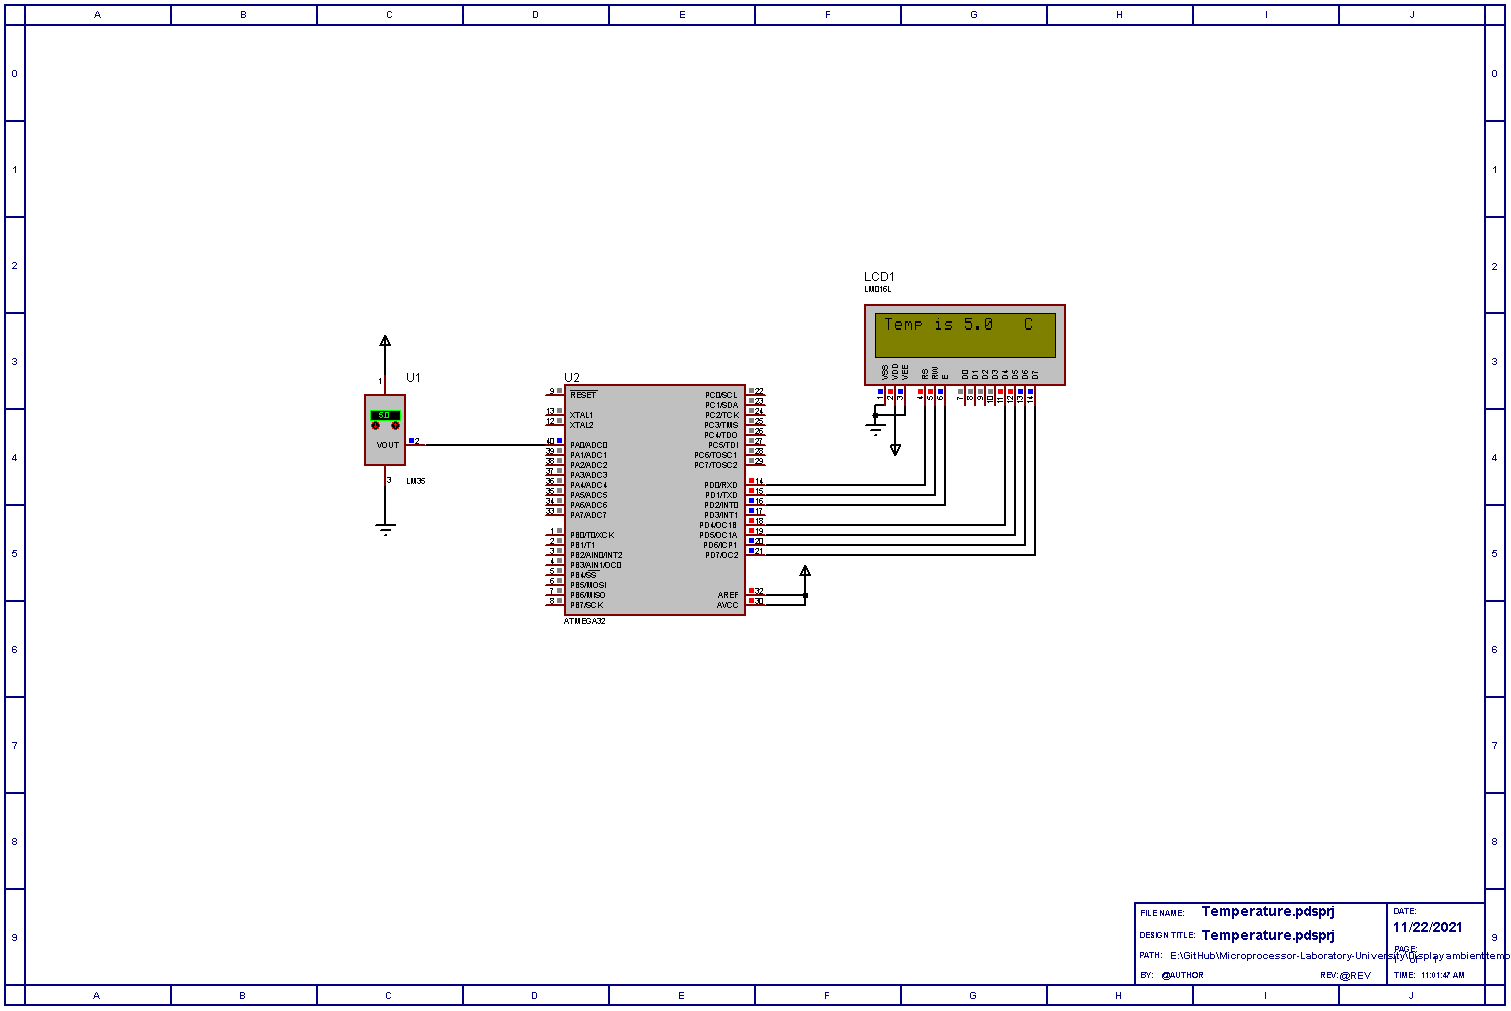 A B C D E F G H I J
0 0
1 1
2 2
3 3
4 4
5 5
6 6
7 7
8 8
9 9
LCD1
LM016L
Temp is 5.0 C
VSS VDD VEE RS RW E D0 D1 D2 D3 D4 D5 D6 D7
1 2 3 4 5 6 7 8 9 10 11 12 13 14
U1
1
5.0
VOUT 2
3
LM35
U2
9 RESET
13 XTAL1
12 XTAL2
40 PA0/ADC0
39 PA1/ADC1
38 PA2/ADC2
37 PA3/ADC3
36 PA4/ADC4
35 PA5/ADC5
34 PA6/ADC6
33 PA7/ADC7
1 PB0/T0/XCK
2 PB1/T1
3 PB2/AIN0/INT2
4 PB3/AIN1/OC0
5 PB4/SS
6 PB5/MOSI
7 PB6/MISO
8 PB7/SCK
PC0/SCL 22
PC1/SDA 23
PC2/TCK 24
PC3/TMS 25
PC4/TDO 26
PC5/TDI 27
PC6/TOSC1 28
PC7/TOSC2 29
PD0/RXD 14
PD1/TXD 15
PD2/INT0 16
PD3/INT1 17
PD4/OC1B 18
PD5/OC1A 19
PD6/ICP1 20
PD7/OC2 21
AREF 32
AVCC 30
ATMEGA32
FILE NAME: Temperature.pdsprj
DESIGN TITLE: Temperature.pdsprj
PATH: E:\GitHub\Microprocessor-Laboratory-University\Display ambient temp
BY: @AUTHOR REV: @REV
DATE:
11/22/2021
PAGE:
TIME: 11:01:47 AM
A B C D E F G H I J